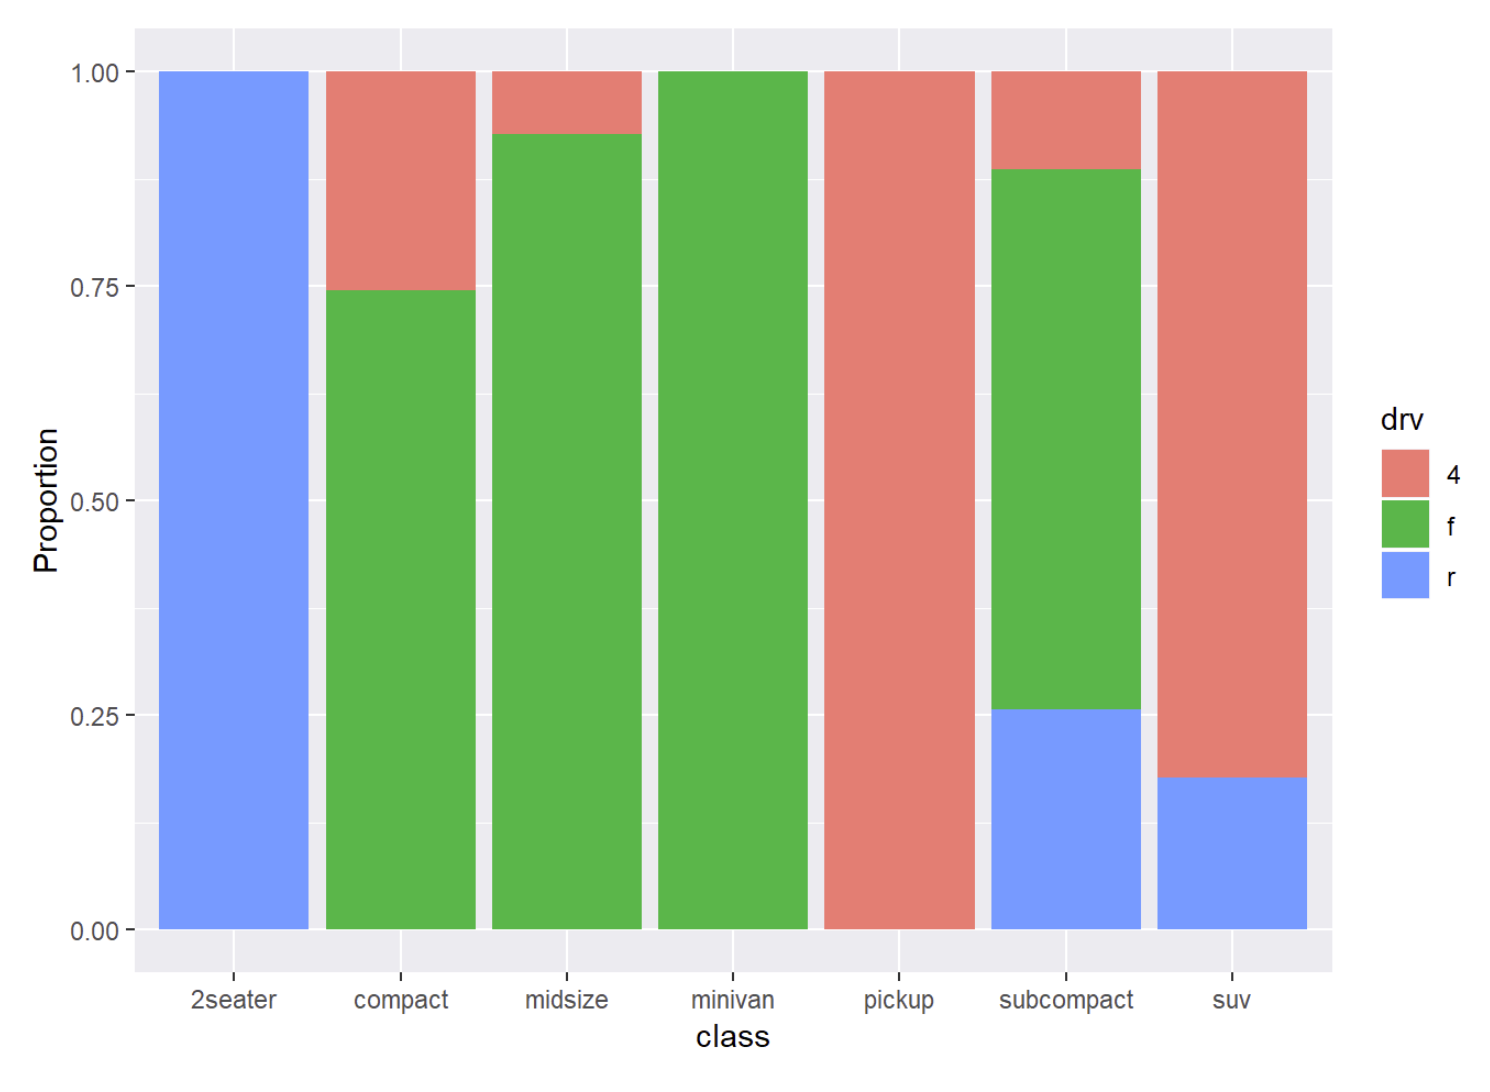 1.00
0.75
0.50
0.25
0.00
Proportion
2seater compact midsize minivan pickup subcompact suv
class
drv
4
f
r